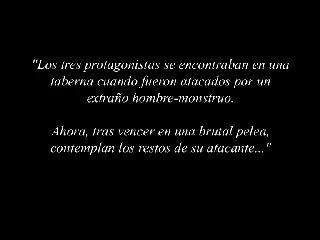 "Los tres protagonistas se encontraban en una
taberna cuando fueron atacados por un
extraño hombre-monstruo.
Ahora, tras vencer en una brutal pelea,
contemplan los restos de su atacante..."